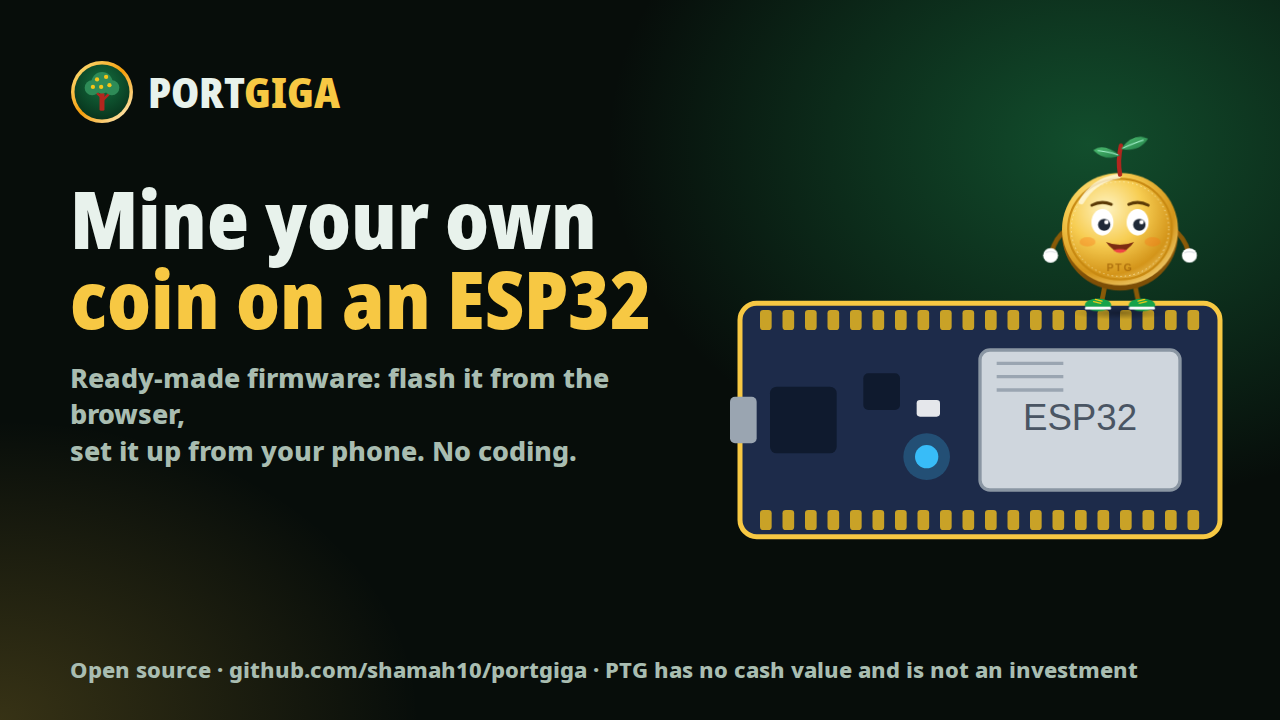 PORTGIGA
Mine your own
coin on an ESP32
Ready-made firmware: flash it from the
browser,
set it up from your phone. No coding.
PTG
ESP32
Open source · github.com/shamah10/portgiga · PTG has no cash value and is not an investment